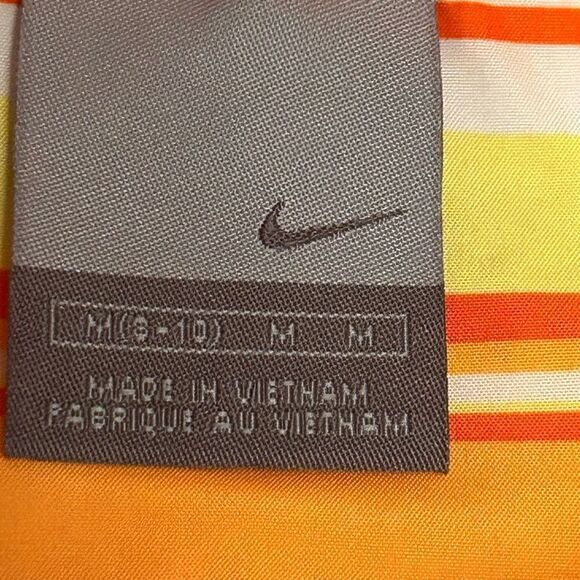 M(8-10) M M
MADE IN VIETNAM
FABRIQUE AU VIETNAM